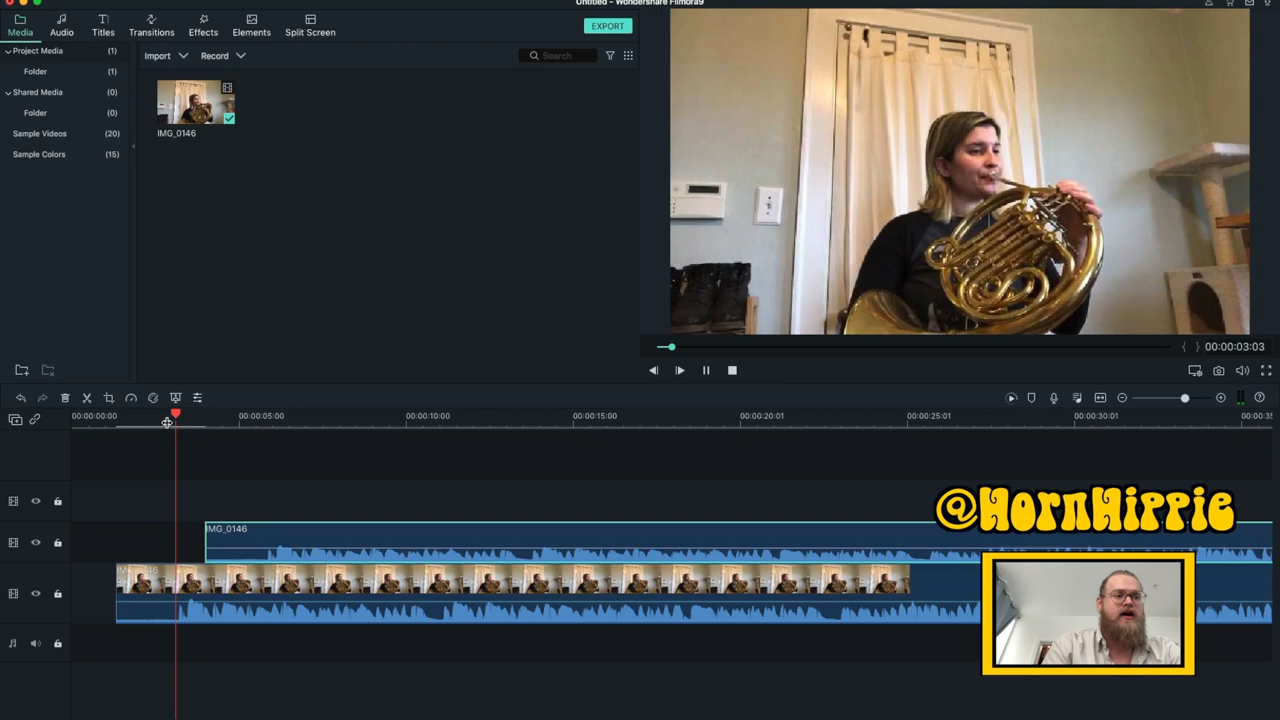 Untitled - Wondershare Filmora9
Media
Audio
Titles
Transitions
Effects
Elements
Split Screen
EXPORT
Project Media (1)
Folder (1)
Shared Media (0)
Folder (0)
Sample Videos (20)
Sample Colors (15)
Import
Record
Search
IMG_0146
00:00:03:03
00:00:00:00
00:00:05:00
00:00:10:00
00:00:15:00
00:00:20:01
00:00:25:01
00:00:30:01
IMG_0146
@HornHippie